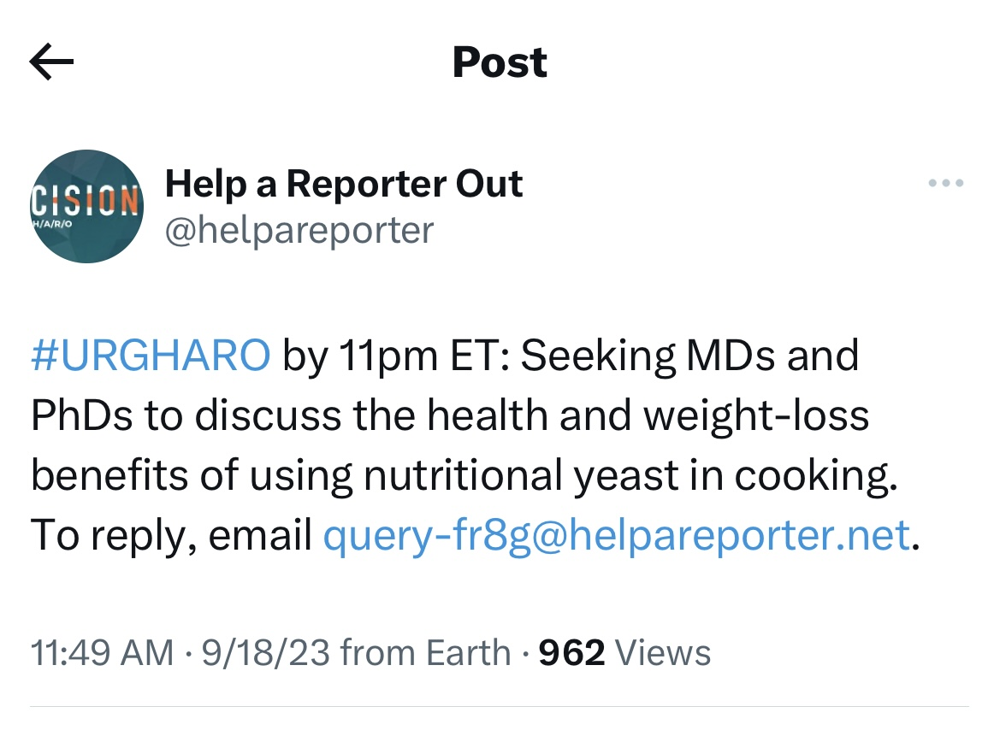 Post
CISION
H/A/R/O
Help a Reporter Out
@helpareporter
#URGHARO by 11pm ET: Seeking MDs and
PhDs to discuss the health and weight-loss
benefits of using nutritional yeast in cooking.
To reply, email query-fr8g@helpareporter.net.
11:49 AM · 9/18/23 from Earth · 962 Views